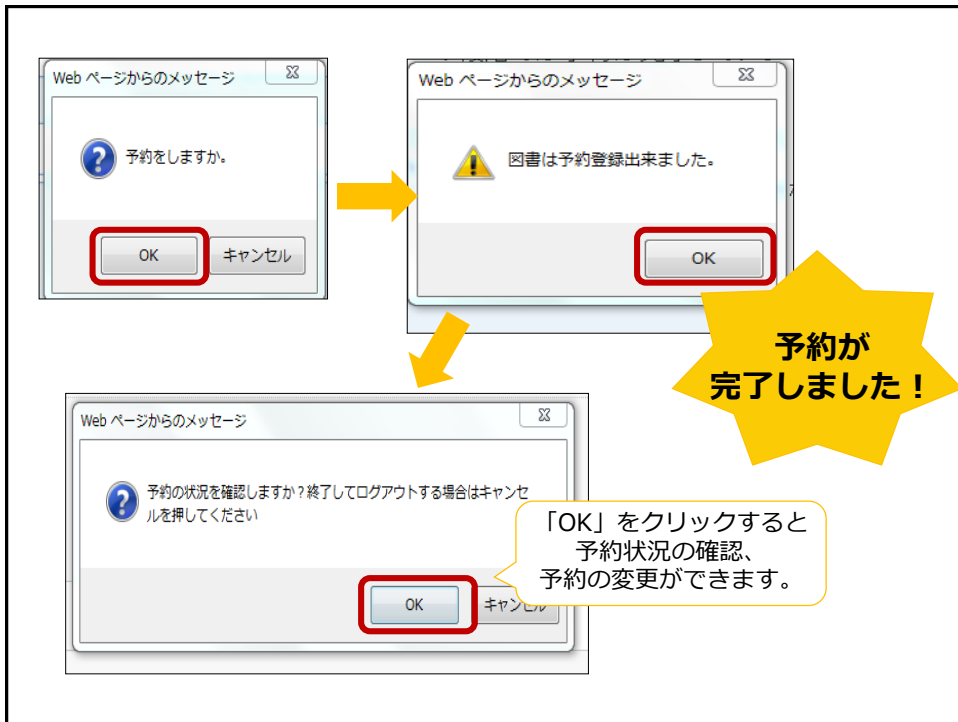 Web ページからのメッセージ
予約をしますか。
OK
キャンセル
Web ページからのメッセージ
図書は予約登録出来ました。
OK
予約が
完了しました！
Web ページからのメッセージ
予約の状況を確認しますか？終了してログアウトする場合はキャンセ
ルを押してください
OK
キャンセル
「OK」をクリックすると
予約状況の確認、
予約の変更ができます。